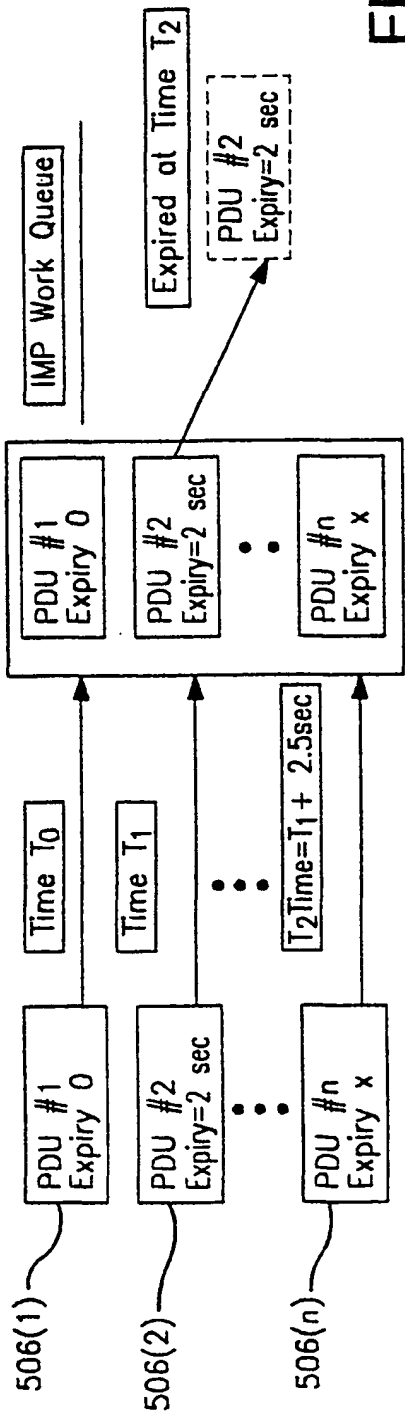 506(1)
PDU #1
Expiry 0
Time T0
PDU #1
Expiry 0
IMP Work Queue
506(2)
PDU #2
Expiry=2 sec
Time T1
PDU #2
Expiry=2 sec
Expired at Time T2
PDU #2
Expiry=2 sec
T2Time=T1+ 2.5sec
506(n)
PDU #n
Expiry x
PDU #n
Expiry x